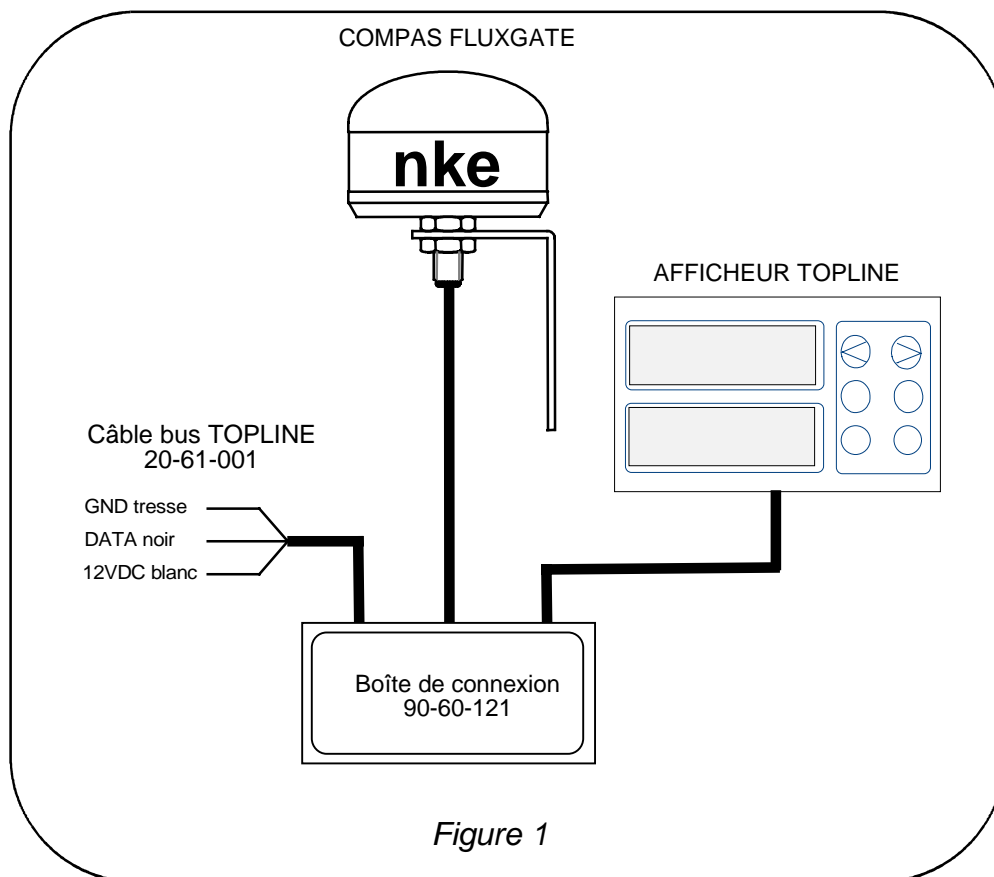 COMPAS FLUXGATE
nke
AFFICHEUR TOPLINE
Câble bus TOPLINE
20-61-001
GND tresse
DATA noir
12VDC blanc
Boîte de connexion
90-60-121
Figure 1